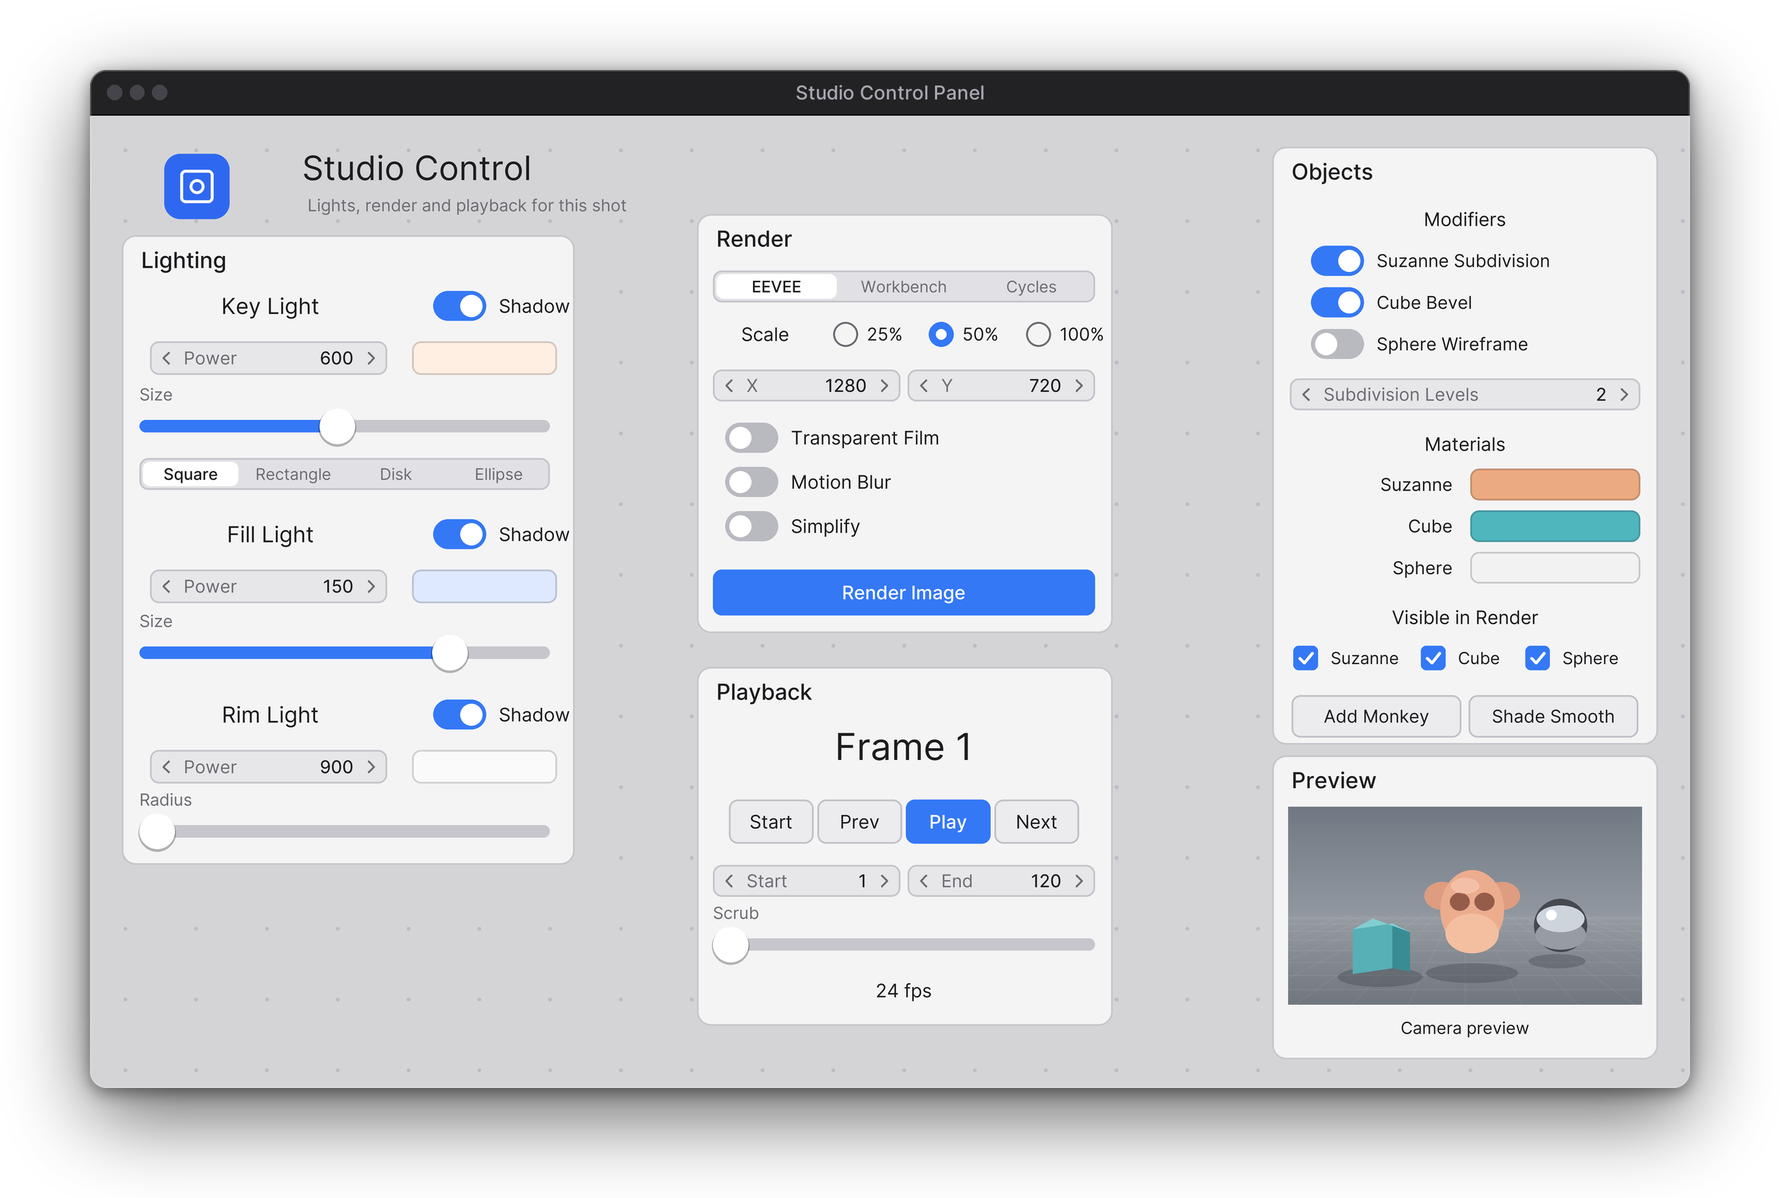 Studio Control Panel
Studio Control
Lights, render and playback for this shot
Lighting
Key Light
Shadow
Power 600
Size
Square Rectangle Disk Ellipse
Fill Light
Shadow
Power 150
Size
Rim Light
Shadow
Power 900
Radius
Render
EEVEE Workbench Cycles
Scale 25% 50% 100%
X 1280 Y 720
Transparent Film
Motion Blur
Simplify
Render Image
Playback
Frame 1
Start Prev Play Next
Start 1 End 120
Scrub
24 fps
Objects
Modifiers
Suzanne Subdivision
Cube Bevel
Sphere Wireframe
Subdivision Levels 2
Materials
Suzanne
Cube
Sphere
Visible in Render
Suzanne Cube Sphere
Add Monkey Shade Smooth
Preview
Camera preview